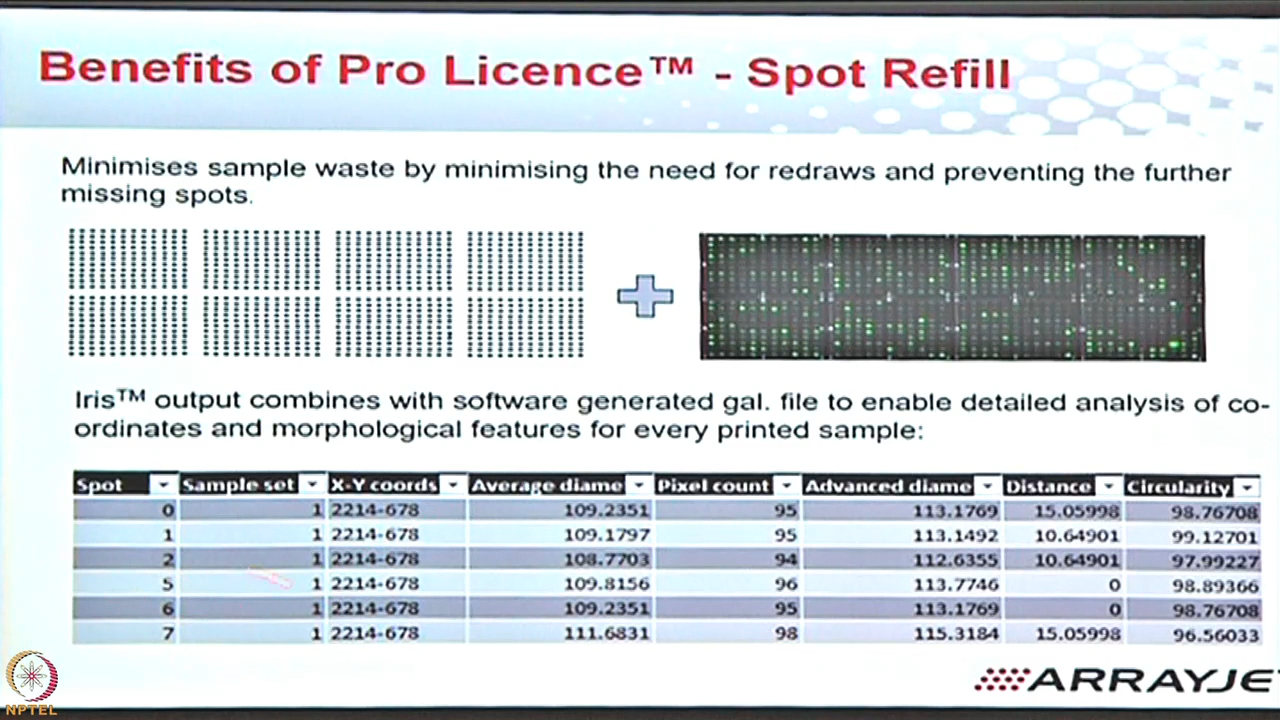 Benefits of Pro Licence™ - Spot Refill
Minimises sample waste by minimising the need for redraws and preventing the further
missing spots.
Iris™ output combines with software generated gal. file to enable detailed analysis of co-
ordinates and morphological features for every printed sample:
Spot Sample set X-Y coords Average diame Pixel count Advanced diame Distance Circularity
0 1 2214-678 109.2351 95 113.1769 15.05998 98.76708
1 1 2214-678 109.1797 95 113.1492 10.64901 99.12701
2 1 2214-678 108.7703 94 112.6355 10.64901 97.99227
5 1 2214-678 109.8156 96 113.7746 0 98.89366
6 1 2214-678 109.2351 95 113.1769 0 98.76708
7 1 2214-678 111.6831 98 115.3184 15.05998 96.56033
ARRAYJE
NPTEL